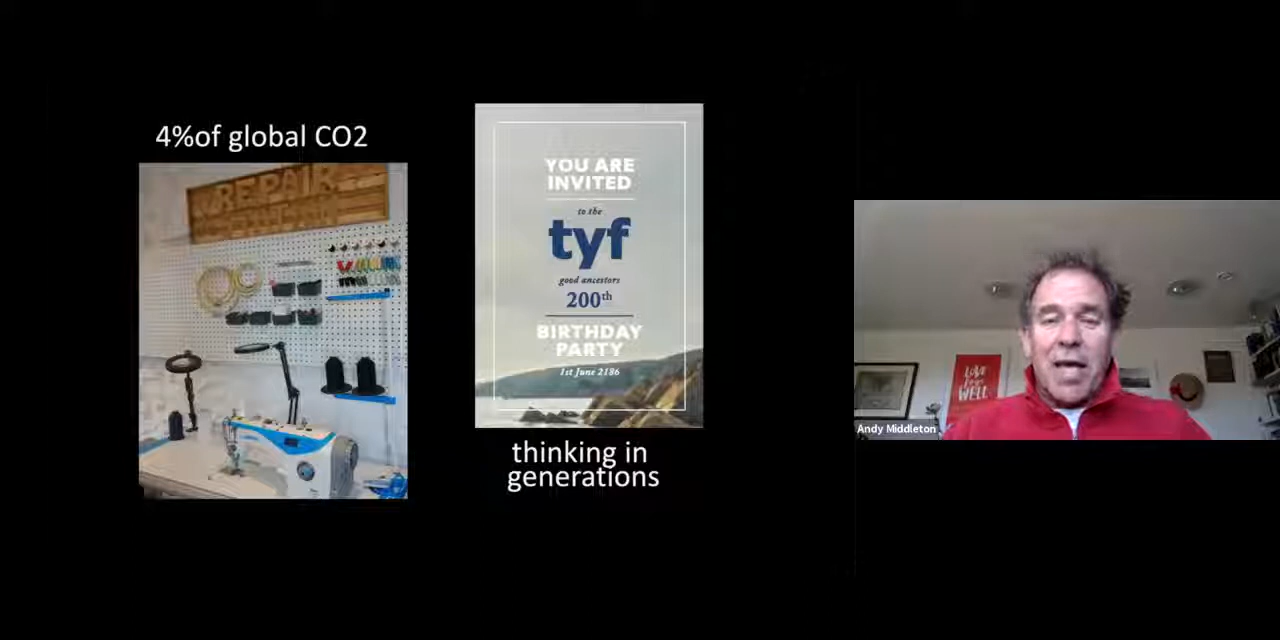 4%of global CO2
REPAIR
YOU ARE
INVITED
to the
tyf
good ancestors
200th
BIRTHDAY
PARTY
1st June 2186
thinking in
generations
LOVE
WELL
Andy Middleton